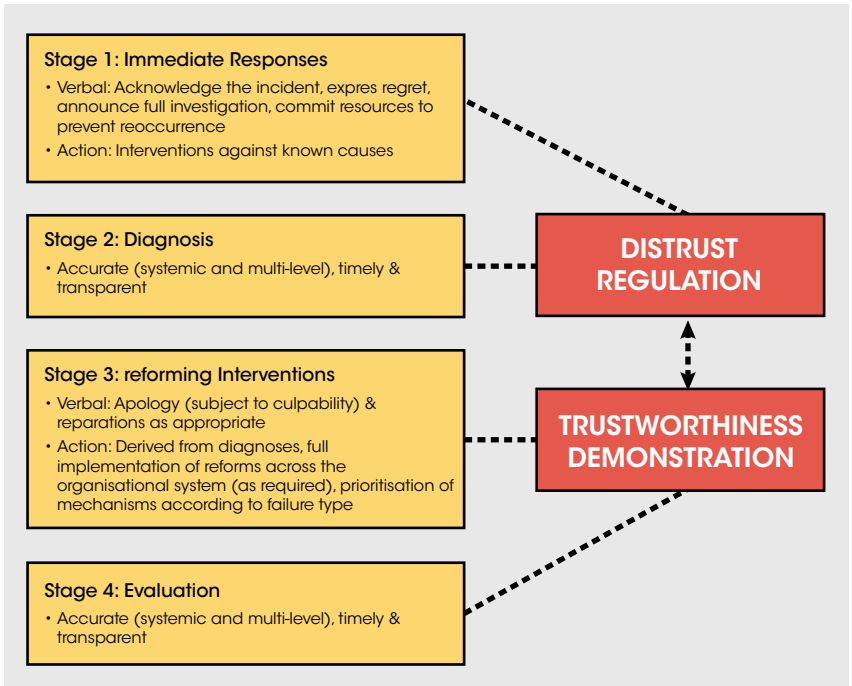 Stage 1: Immediate Responses
• Verbal: Acknowledge the incident, expres regret,
announce full investigation, commit resources to
prevent reoccurrence
• Action: Interventions against known causes
Stage 2: Diagnosis
• Accurate (systemic and multi-level), timely &
transparent
DISTRUST
REGULATION
Stage 3: reforming Interventions
• Verbal: Apology (subject to culpability) &
reparations as appropriate
• Action: Derived from diagnoses, full
implementation of reforms across the
organisational system (as required), prioritisation of
mechanisms according to failure type
TRUSTWORTHINESS
DEMONSTRATION
Stage 4: Evaluation
• Accurate (systemic and multi-level), timely &
transparent